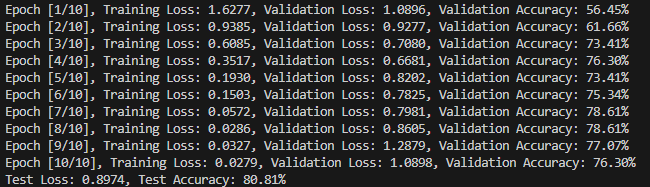 Epoch [1/10], Training Loss: 1.6277, Validation Loss: 1.0896, Validation Accuracy: 56.45%
Epoch [2/10], Training Loss: 0.9385, Validation Loss: 0.9277, Validation Accuracy: 61.66%
Epoch [3/10], Training Loss: 0.6085, Validation Loss: 0.7080, Validation Accuracy: 73.41%
Epoch [4/10], Training Loss: 0.3517, Validation Loss: 0.6681, Validation Accuracy: 76.30%
Epoch [5/10], Training Loss: 0.1930, Validation Loss: 0.8202, Validation Accuracy: 73.41%
Epoch [6/10], Training Loss: 0.1503, Validation Loss: 0.7825, Validation Accuracy: 75.34%
Epoch [7/10], Training Loss: 0.0572, Validation Loss: 0.7981, Validation Accuracy: 78.61%
Epoch [8/10], Training Loss: 0.0286, Validation Loss: 0.8605, Validation Accuracy: 78.61%
Epoch [9/10], Training Loss: 0.0327, Validation Loss: 1.2879, Validation Accuracy: 77.07%
Epoch [10/10], Training Loss: 0.0279, Validation Loss: 1.0898, Validation Accuracy: 76.30%
Test Loss: 0.8974, Test Accuracy: 80.81%